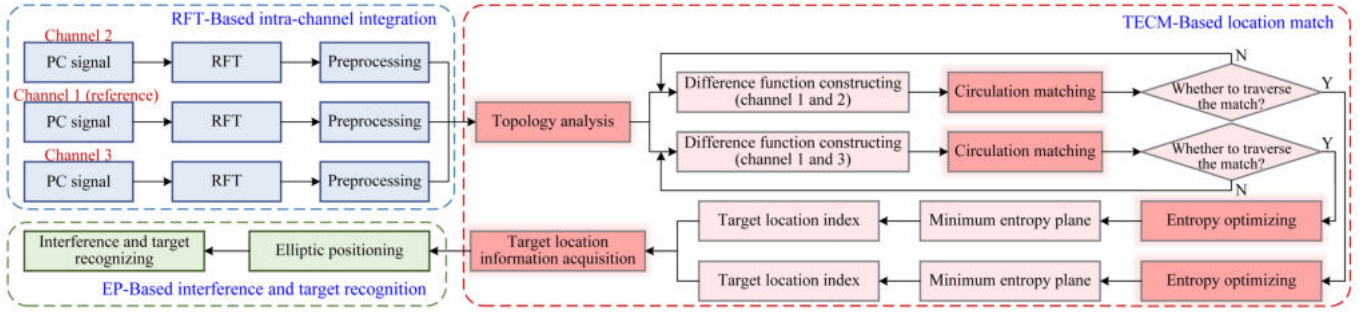 RFT-Based intra-channel integration
Channel 2
PC signal
RFT
Preprocessing
Channel 1 (reference)
PC signal
RFT
Preprocessing
Channel 3
PC signal
RFT
Preprocessing
TECM-Based location match
Topology analysis
N
Difference function constructing
(channel 1 and 2)
Circulation matching
Whether to traverse
the match?
Y
Difference function constructing
(channel 1 and 3)
Circulation matching
Whether to traverse
the match?
Y
N
Target location index
Minimum entropy plane
Entropy optimizing
Target location
information acquisition
Target location index
Minimum entropy plane
Entropy optimizing
Interference and target
recognizing
Elliptic positioning
EP-Based interference and target recognition